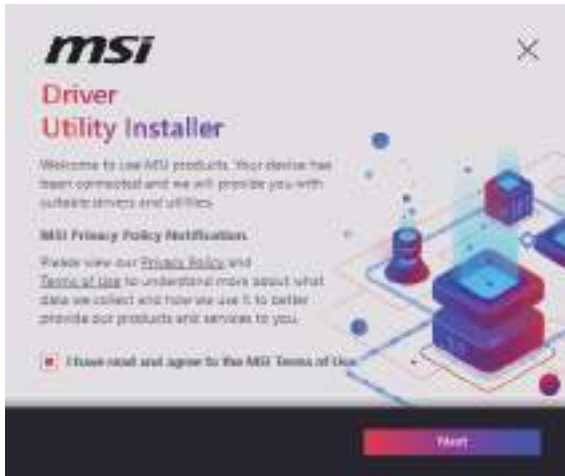 msi
Driver
Utility Installer
Welcome to use MSI products. Your device has
been connected and we will provide you with
suitable drivers and utilities.
MSI Privacy Policy Notification.
Please view our Privacy Policy and
Terms of Use to understand more about what
data we collect and how we use it to better
provide our products and services to you.
I have read and agree to the MSI Terms of Use
Next